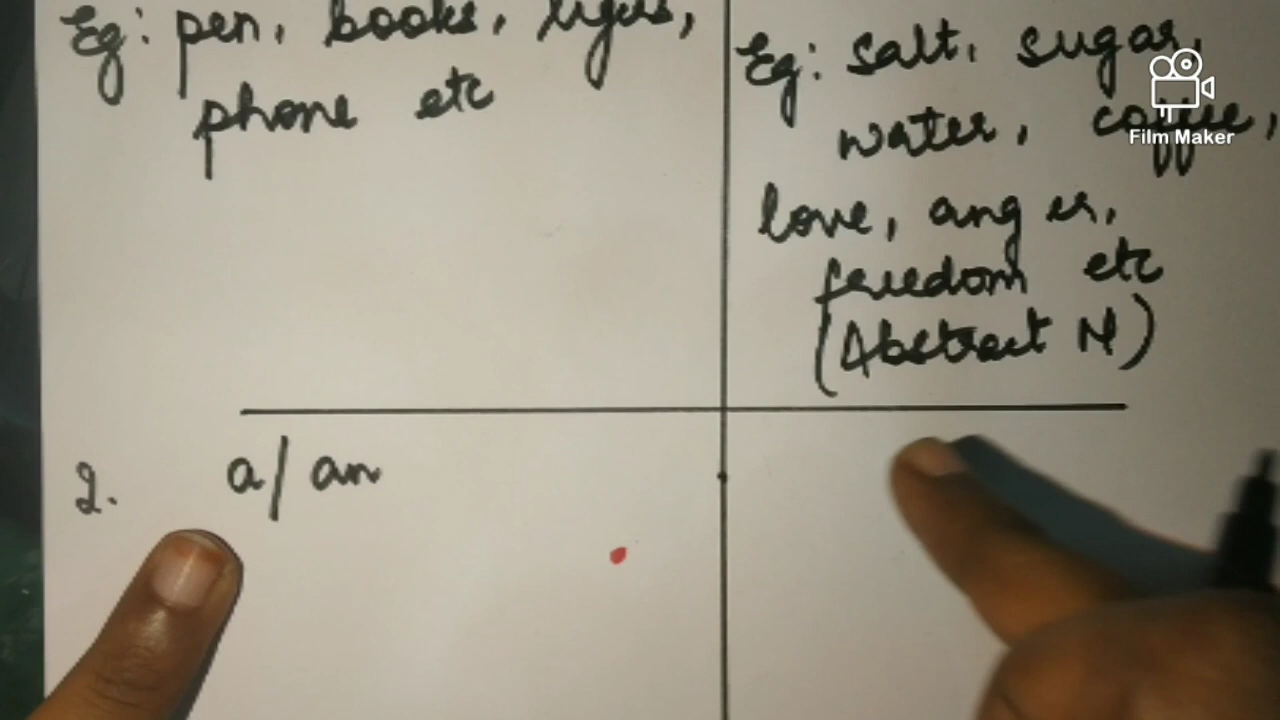 Eg: pen, books,
phone etc
Eg: salt, sugar,
water, coffee,
love, anger,
freedom etc
(Abstract N)
2. a/an
Film Maker